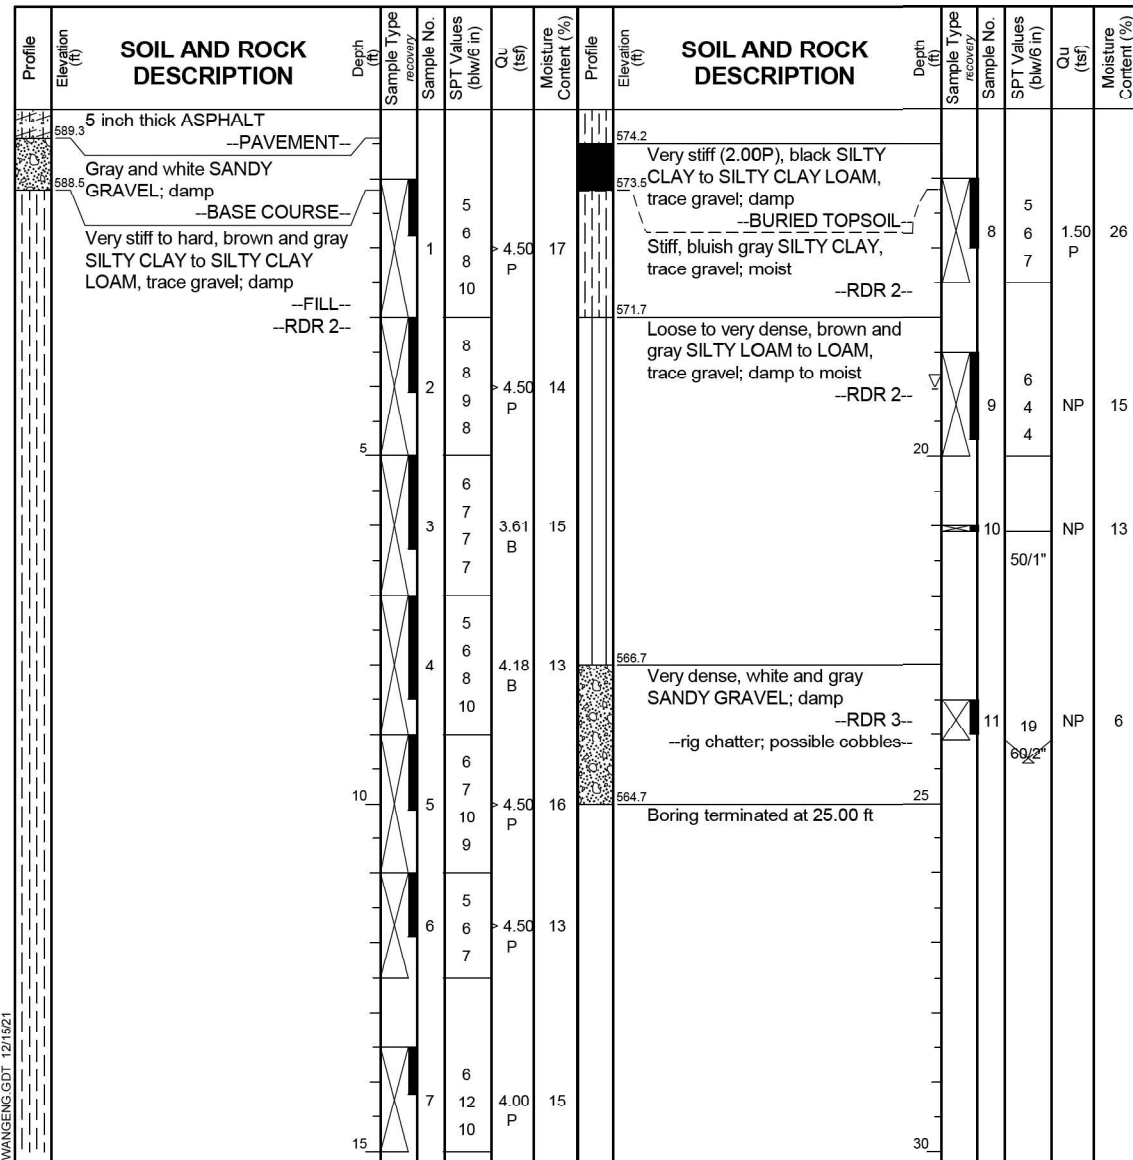 Profile
Elevation
(ft)
SOIL AND ROCK
DESCRIPTION
Depth
(ft)
Sample Type
recovery
Sample No.
SPT Values
(blw/6 in)
Qu
(tsf)
Moisture
Content (%)
589.3
5 inch thick ASPHALT
--PAVEMENT--
588.5
Gray and white SANDY
GRAVEL; damp
--BASE COURSE--
Very stiff to hard, brown and gray
SILTY CLAY to SILTY CLAY
LOAM, trace gravel; damp
--FILL--
--RDR 2--
5
6
1 > 4.50 17
8 P
10
8
8
2 > 4.50 14
9 P
8
5
6
7
3 3.61 15
7 B
7
5
6
4 4.18 13
8 B
10
6
7
10 5 > 4.50 16
10 P
9
5
6 6 > 4.50 13
7 P
6
7 12 4.00 15
10 P
15
Profile
Elevation
(ft)
SOIL AND ROCK
DESCRIPTION
Depth
(ft)
Sample Type
recovery
Sample No.
SPT Values
(blw/6 in)
Qu
(tsf)
Moisture
Content (%)
574.2
Very stiff (2.00P), black SILTY
573.5
CLAY to SILTY CLAY LOAM,
trace gravel; damp
--BURIED TOPSOIL--
Stiff, bluish gray SILTY CLAY,
trace gravel; moist
--RDR 2--
5
8 6 1.50 26
7 P
571.7
Loose to very dense, brown and
gray SILTY LOAM to LOAM,
trace gravel; damp to moist
--RDR 2--
6
9 4 NP 15
4
20
10 NP 13
50/1"
566.7
Very dense, white and gray
SANDY GRAVEL; damp
--RDR 3--
--rig chatter; possible cobbles--
11 19 NP 6
60/2"
564.7
25
Boring terminated at 25.00 ft
30
WANGENG.GDT 12/15/21